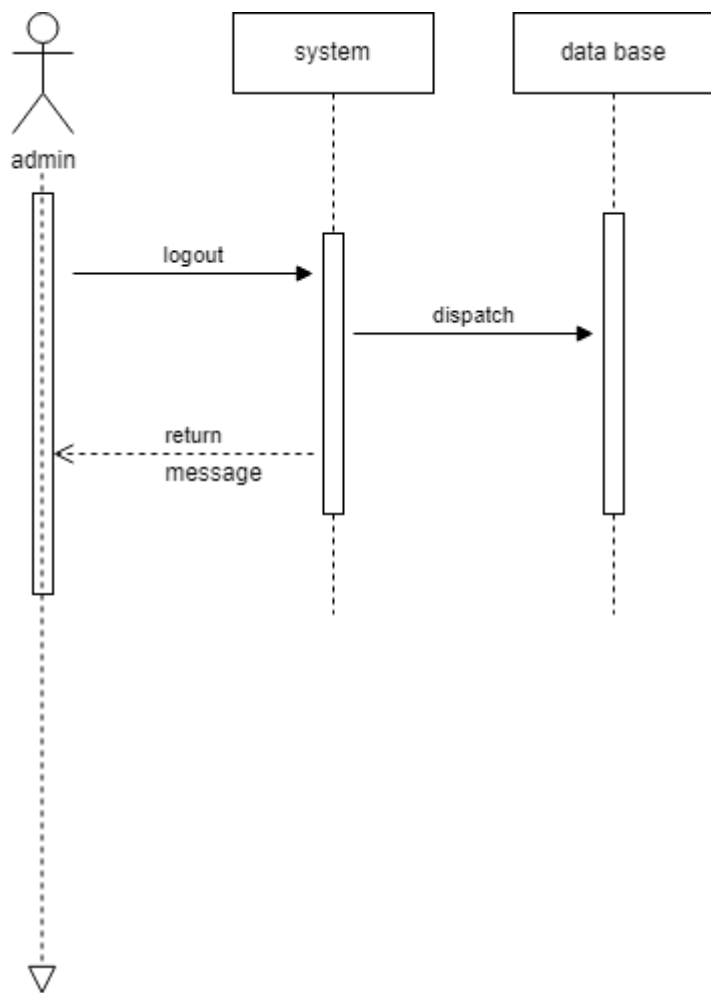 system
data base
admin
logout
dispatch
return
message